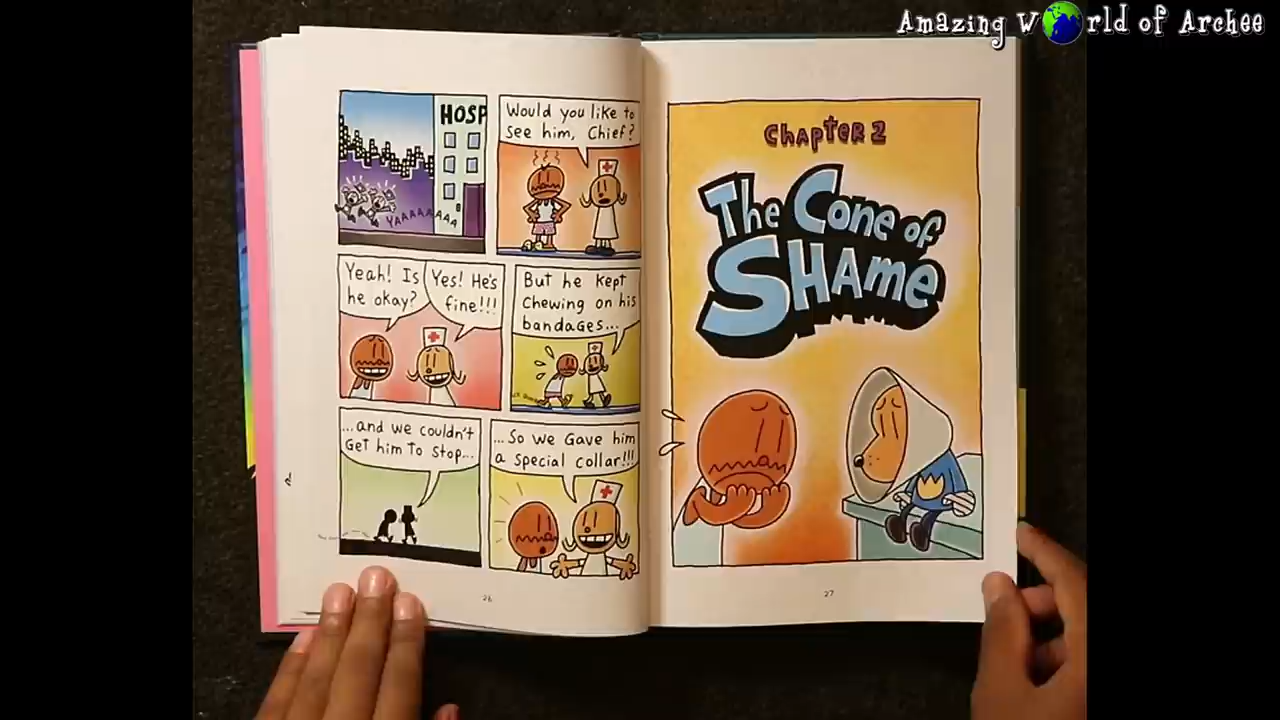 Amazing World of Archee
HOSP
YAAAAAAAA
Would you like to
see him, Chief?
Yeah! Is
he okay?
Yes! He's
fine!!!
But he kept
chewing on his
bandages...
...and we couldn't
get him to stop...
...So we gave him
a special collar!!!
26
Chapter 2
The Cone of
SHAme
27